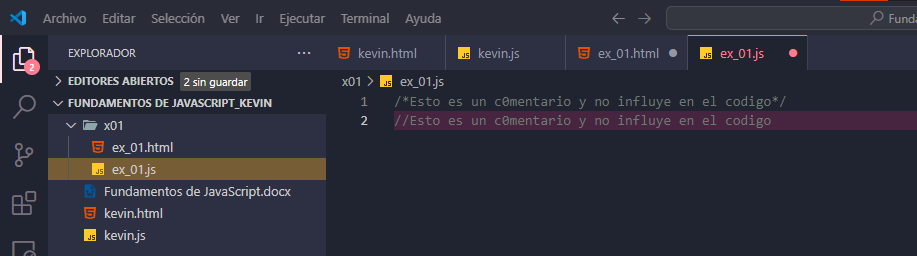 Archivo Editar Selección Ver Ir Ejecutar Terminal Ayuda
EXPLORADOR
kevin.html kevin.js ex_01.html ex_01.js
EDITORES ABIERTOS 2 sin guardar
x01 > ex_01.js
FUNDAMENTOS DE JAVASCRIPT_KEVIN
1 /*Esto es un c0mentario y no influye en el codigo*/
2 //Esto es un c0mentario y no influye en el codigo
x01
ex_01.html
JS ex_01.js
Fundamentos de JavaScript.docx
kevin.html
JS kevin.js
2